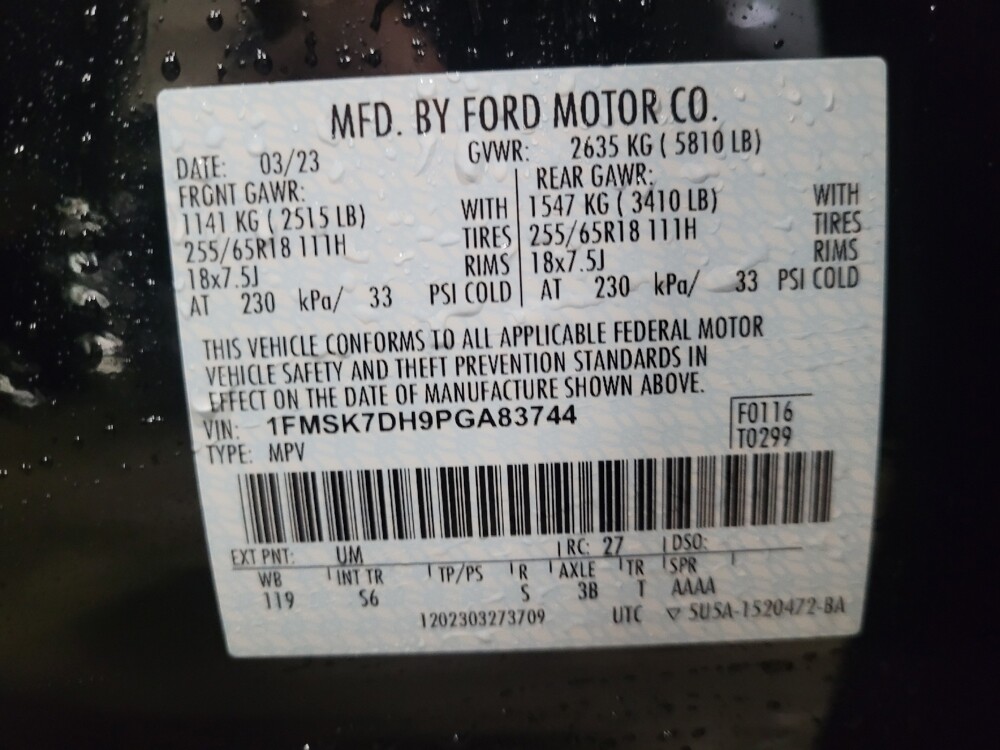 MFD. BY FORD MOTOR CO.
DATE: 03/23 GVWR: 2635 KG ( 5810 LB)
FRONT GAWR: REAR GAWR:
1141 KG ( 2515 LB) WITH 1547 KG ( 3410 LB) WITH
255/65R18 111H TIRES 255/65R18 111H TIRES
18x7.5J RIMS 18x7.5J RIMS
AT 230 kPa/ 33 PSI COLD AT 230 kPa/ 33 PSI COLD
THIS VEHICLE CONFORMS TO ALL APPLICABLE FEDERAL MOTOR
VEHICLE SAFETY AND THEFT PREVENTION STANDARDS IN
EFFECT ON THE DATE OF MANUFACTURE SHOWN ABOVE.
VIN: 1FMSK7DH9PGA83744 F0116
TYPE: MPV T0299
EXT PNT: UM RC: 27 DSO:
WB INT TR TP/PS R AXLE TR SPR
119 S6 S 3B T AAAA
1202303273709 UTC ▽ 5U5A-1520472-BA